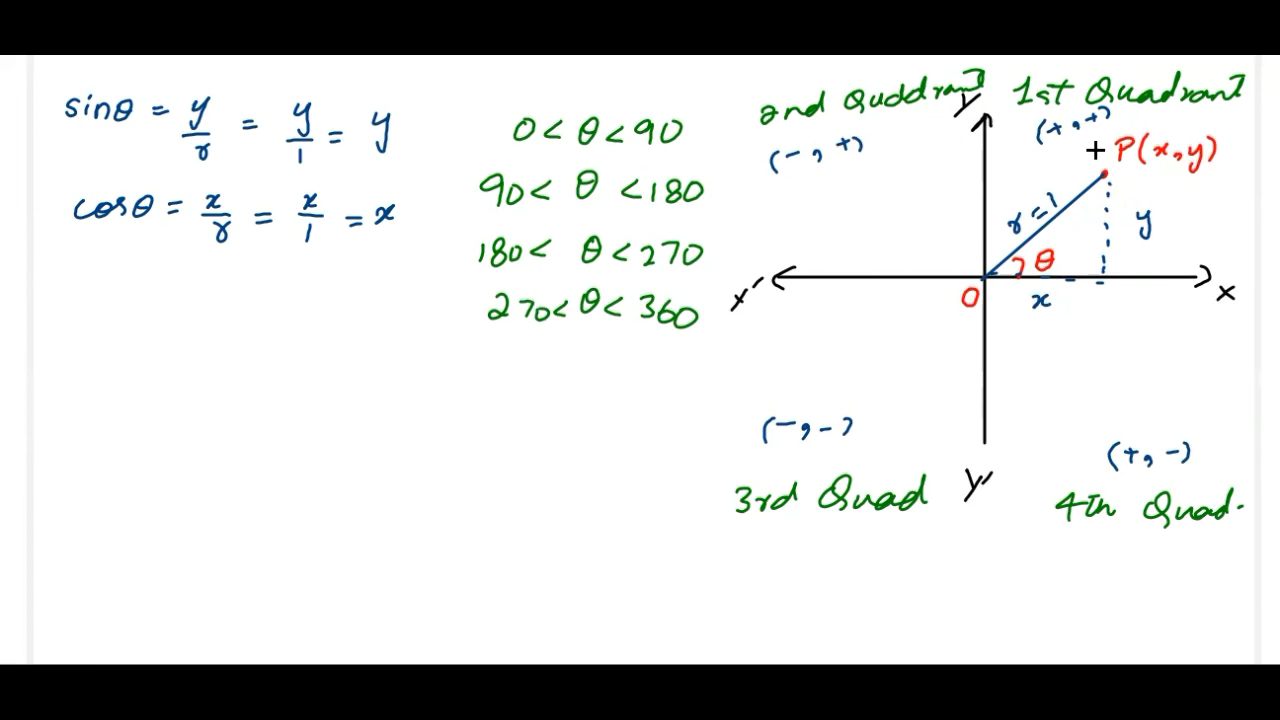 sinθ = y/r = y/1 = y
cosθ = x/r = x/1 = x
0 < θ < 90
90 < θ < 180
180 < θ < 270
270 < θ < 360
2nd Quddrant
Y
1st Quadrant
(-, +)
(+, +)
P(x, y)
r = 1
y
θ
X'
O
x
X
(-, -)
(+, -)
3rd Quad
Y'
4th Quad.